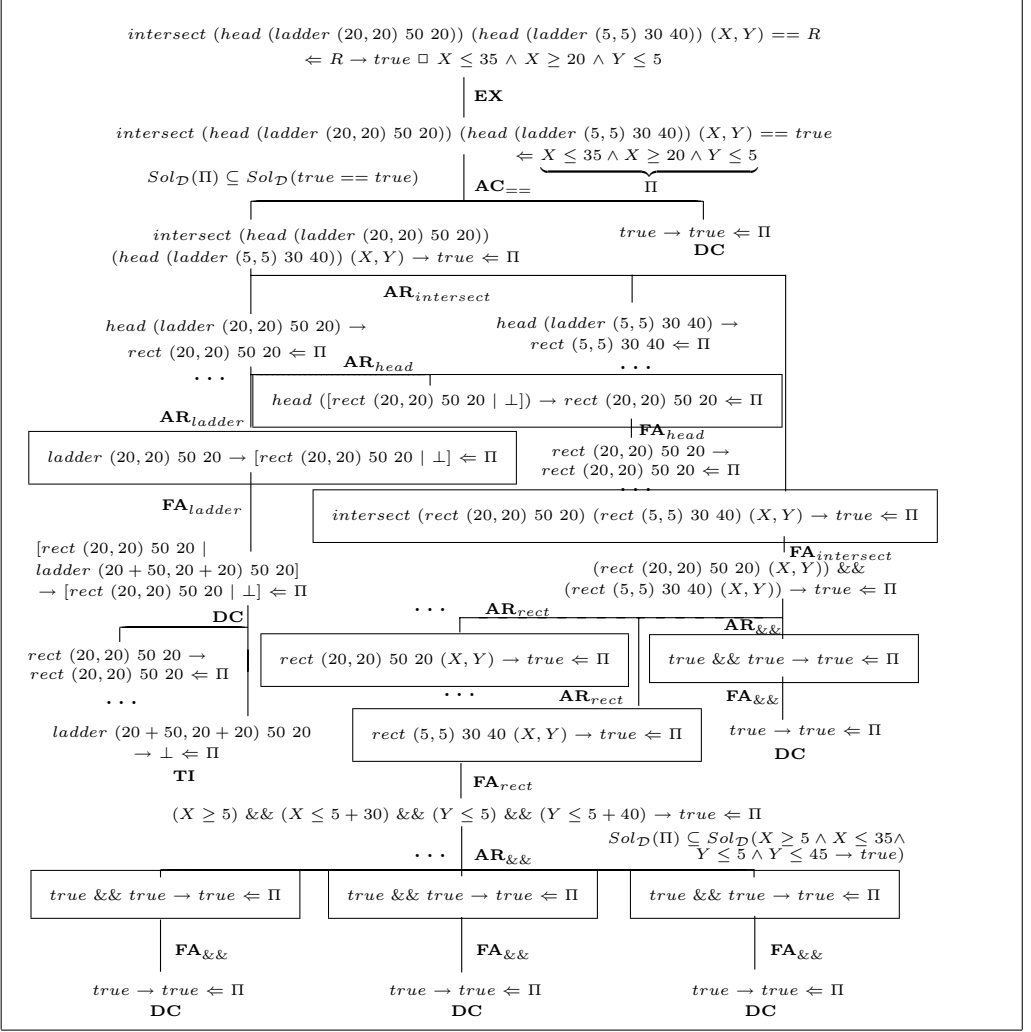 intersect (head (ladder (20, 20) 50 20)) (head (ladder (5, 5) 30 40)) (X, Y) == R
⇐ R → true □ X ≤ 35 ∧ X ≥ 20 ∧ Y ≤ 5
EX
intersect (head (ladder (20, 20) 50 20)) (head (ladder (5, 5) 30 40)) (X, Y) == true
⇐ X ≤ 35 ∧ X ≥ 20 ∧ Y ≤ 5
Π
Sol_D(Π) ⊆ Sol_D(true == true)
AC_==
intersect (head (ladder (20, 20) 50 20))
(head (ladder (5, 5) 30 40)) (X, Y) → true ⇐ Π
true → true ⇐ Π
DC
AR_intersect
head (ladder (20, 20) 50 20) →
rect (20, 20) 50 20 ⇐ Π
...
head (ladder (5, 5) 30 40) →
rect (5, 5) 30 40 ⇐ Π
...
AR_head
head ([rect (20, 20) 50 20 | ⊥]) → rect (20, 20) 50 20 ⇐ Π
AR_ladder
FA_head
ladder (20, 20) 50 20 → [rect (20, 20) 50 20 | ⊥] ⇐ Π
rect (20, 20) 50 20 →
rect (20, 20) 50 20 ⇐ Π
...
FA_ladder
intersect (rect (20, 20) 50 20) (rect (5, 5) 30 40) (X, Y) → true ⇐ Π
FA_intersect
[rect (20, 20) 50 20 |
ladder (20 + 50, 20 + 20) 50 20]
→ [rect (20, 20) 50 20 | ⊥] ⇐ Π
(rect (20, 20) 50 20) (X, Y)) &&
(rect (5, 5) 30 40) (X, Y)) → true ⇐ Π
DC
...
AR_rect
AR_&&
rect (20, 20) 50 20 →
rect (20, 20) 50 20 ⇐ Π
...
rect (20, 20) 50 20 (X, Y) → true ⇐ Π
true && true → true ⇐ Π
...
AR_rect
FA_&&
ladder (20 + 50, 20 + 20) 50 20
→ ⊥ ⇐ Π
TI
rect (5, 5) 30 40 (X, Y) → true ⇐ Π
true → true ⇐ Π
DC
FA_rect
(X ≥ 5) && (X ≤ 5 + 30) && (Y ≤ 5) && (Y ≤ 5 + 40) → true ⇐ Π
Sol_D(Π) ⊆ Sol_D(X ≥ 5 ∧ X ≤ 35∧
Y ≤ 5 ∧ Y ≤ 45 → true)
...
AR_&&
true && true → true ⇐ Π
true && true → true ⇐ Π
true && true → true ⇐ Π
FA_&&
FA_&&
FA_&&
true → true ⇐ Π
true → true ⇐ Π
true → true ⇐ Π
DC
DC
DC